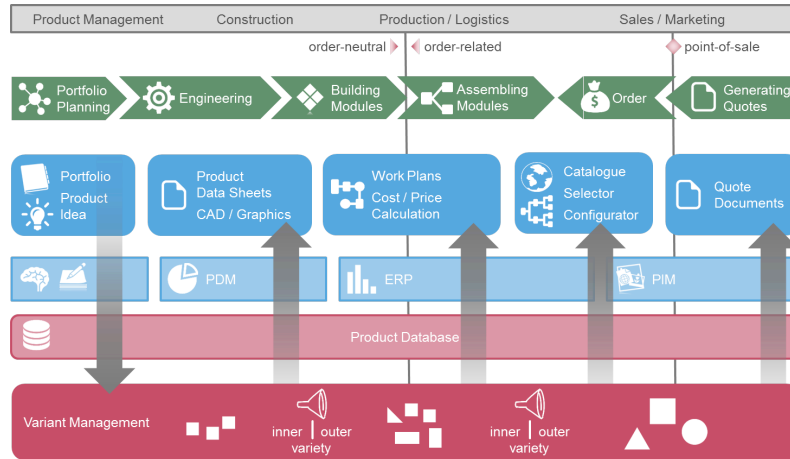 Product Management
Construction
Production / Logistics
Sales / Marketing
order-neutral
order-related
point-of-sale
Portfolio
Planning
Engineering
Building
Modules
Assembling
Modules
$
Order
Generating
Quotes
Portfolio
Product
Idea
Product
Data Sheets
CAD / Graphics
Work Plans
Cost / Price
Calculation
Catalogue
Selector
Configurator
Quote
Documents
PDM
ERP
PIM
Product Database
Variant Management
inner
outer
variety
inner
outer
variety